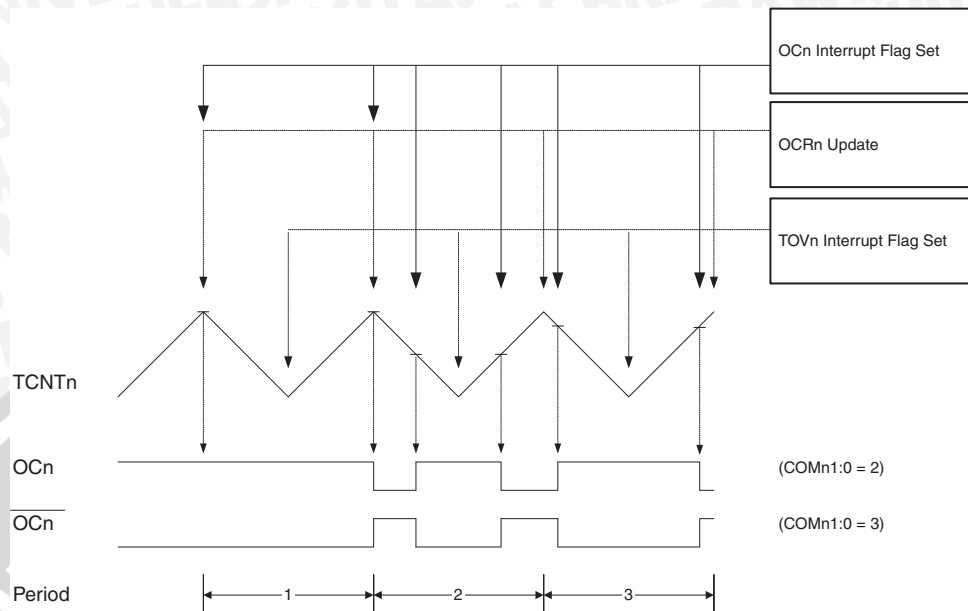 OCn Interrupt Flag Set
OCRn Update
TOVn Interrupt Flag Set
TCNTn
OCn
(COMn1:0 = 2)
OCn
(COMn1:0 = 3)
Period
1
2
3